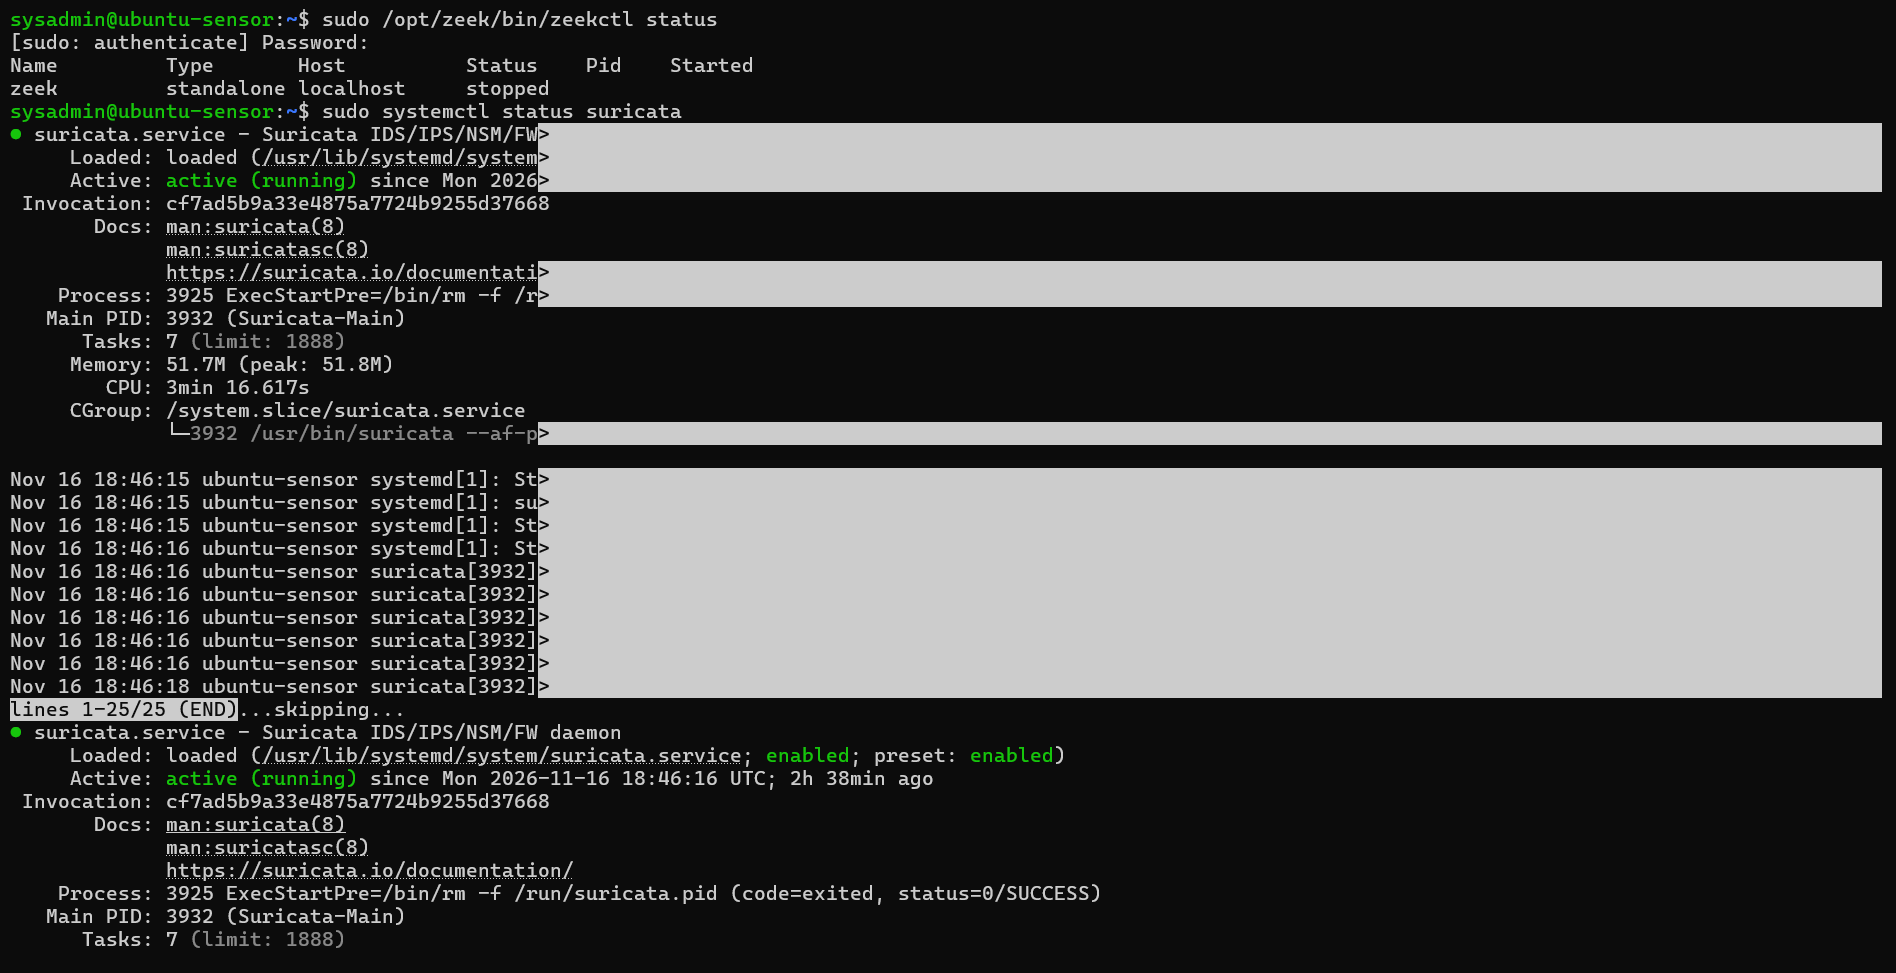 sysadmin@ubuntu-sensor:~$ sudo /opt/zeek/bin/zeekctl status
[sudo: authenticate] Password:
Name         Type       Host          Status    Pid    Started
zeek         standalone localhost     stopped
sysadmin@ubuntu-sensor:~$ sudo systemctl status suricata
● suricata.service - Suricata IDS/IPS/NSM/FW>
     Loaded: loaded (/usr/lib/systemd/system>
     Active: active (running) since Mon 2026>
 Invocation: cf7ad5b9a33e4875a7724b9255d37668
       Docs: man:suricata(8)
             man:suricatasc(8)
             https://suricata.io/documentati>
    Process: 3925 ExecStartPre=/bin/rm -f /r>
   Main PID: 3932 (Suricata-Main)
      Tasks: 7 (limit: 1888)
     Memory: 51.7M (peak: 51.8M)
        CPU: 3min 16.617s
     CGroup: /system.slice/suricata.service
             └─3932 /usr/bin/suricata --af-p>
Nov 16 18:46:15 ubuntu-sensor systemd[1]: St>
Nov 16 18:46:15 ubuntu-sensor systemd[1]: su>
Nov 16 18:46:15 ubuntu-sensor systemd[1]: St>
Nov 16 18:46:16 ubuntu-sensor systemd[1]: St>
Nov 16 18:46:16 ubuntu-sensor suricata[3932]>
Nov 16 18:46:16 ubuntu-sensor suricata[3932]>
Nov 16 18:46:16 ubuntu-sensor suricata[3932]>
Nov 16 18:46:16 ubuntu-sensor suricata[3932]>
Nov 16 18:46:16 ubuntu-sensor suricata[3932]>
Nov 16 18:46:18 ubuntu-sensor suricata[3932]>
lines 1-25/25 (END)...skipping...
● suricata.service - Suricata IDS/IPS/NSM/FW daemon
     Loaded: loaded (/usr/lib/systemd/system/suricata.service; enabled; preset: enabled)
     Active: active (running) since Mon 2026-11-16 18:46:16 UTC; 2h 38min ago
 Invocation: cf7ad5b9a33e4875a7724b9255d37668
       Docs: man:suricata(8)
             man:suricatasc(8)
             https://suricata.io/documentation/
    Process: 3925 ExecStartPre=/bin/rm -f /run/suricata.pid (code=exited, status=0/SUCCESS)
   Main PID: 3932 (Suricata-Main)
      Tasks: 7 (limit: 1888)